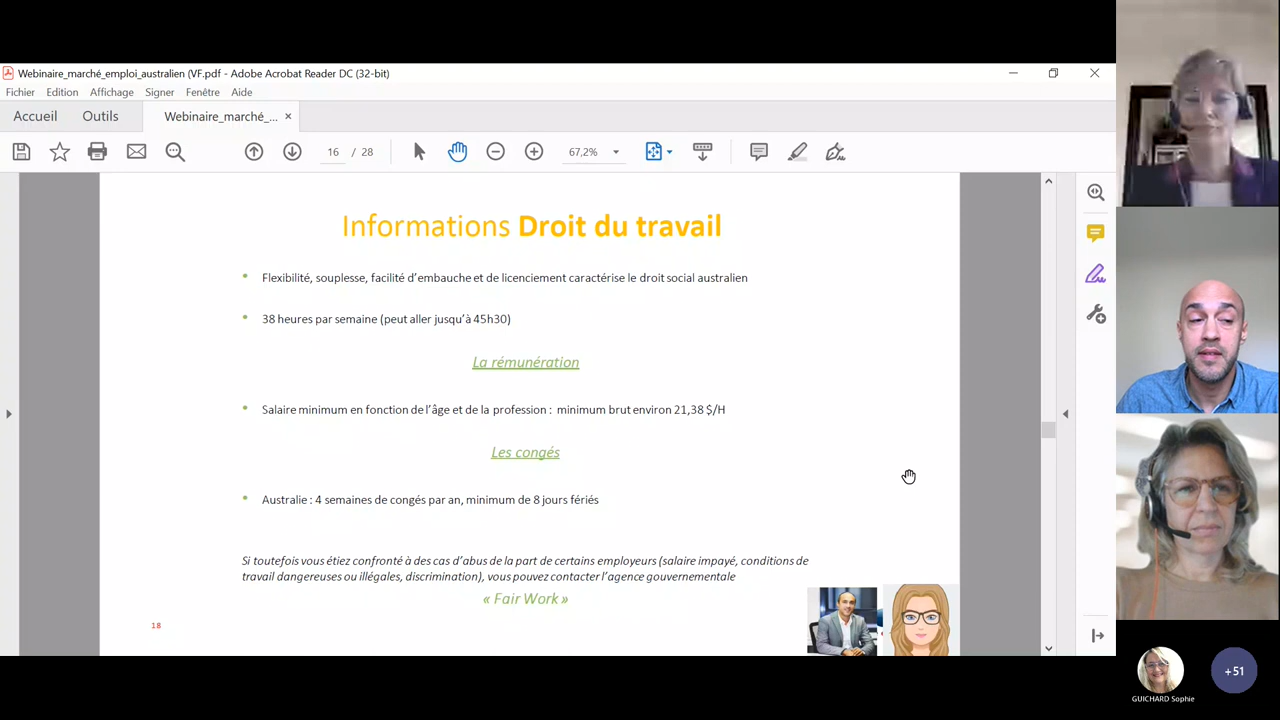 Webinaire_marché_emploi_australien (VF.pdf - Adobe Acrobat Reader DC (32-bit)
Fichier Edition Affichage Signer Fenêtre Aide
Accueil Outils Webinaire_marché_... ×
16 / 28 67,2%
Informations Droit du travail
• Flexibilité, souplesse, facilité d’embauche et de licenciement caractérise le droit social australien
• 38 heures par semaine (peut aller jusqu’à 45h30)
La rémunération
• Salaire minimum en fonction de l’âge et de la profession : minimum brut environ 21,38 $/H
Les congés
• Australie : 4 semaines de congés par an, minimum de 8 jours fériés
Si toutefois vous étiez confronté à des cas d’abus de la part de certains employeurs (salaire impayé, conditions de
travail dangereuses ou illégales, discrimination), vous pouvez contacter l’agence gouvernementale
« Fair Work »
18
GUICHARD Sophie
+51